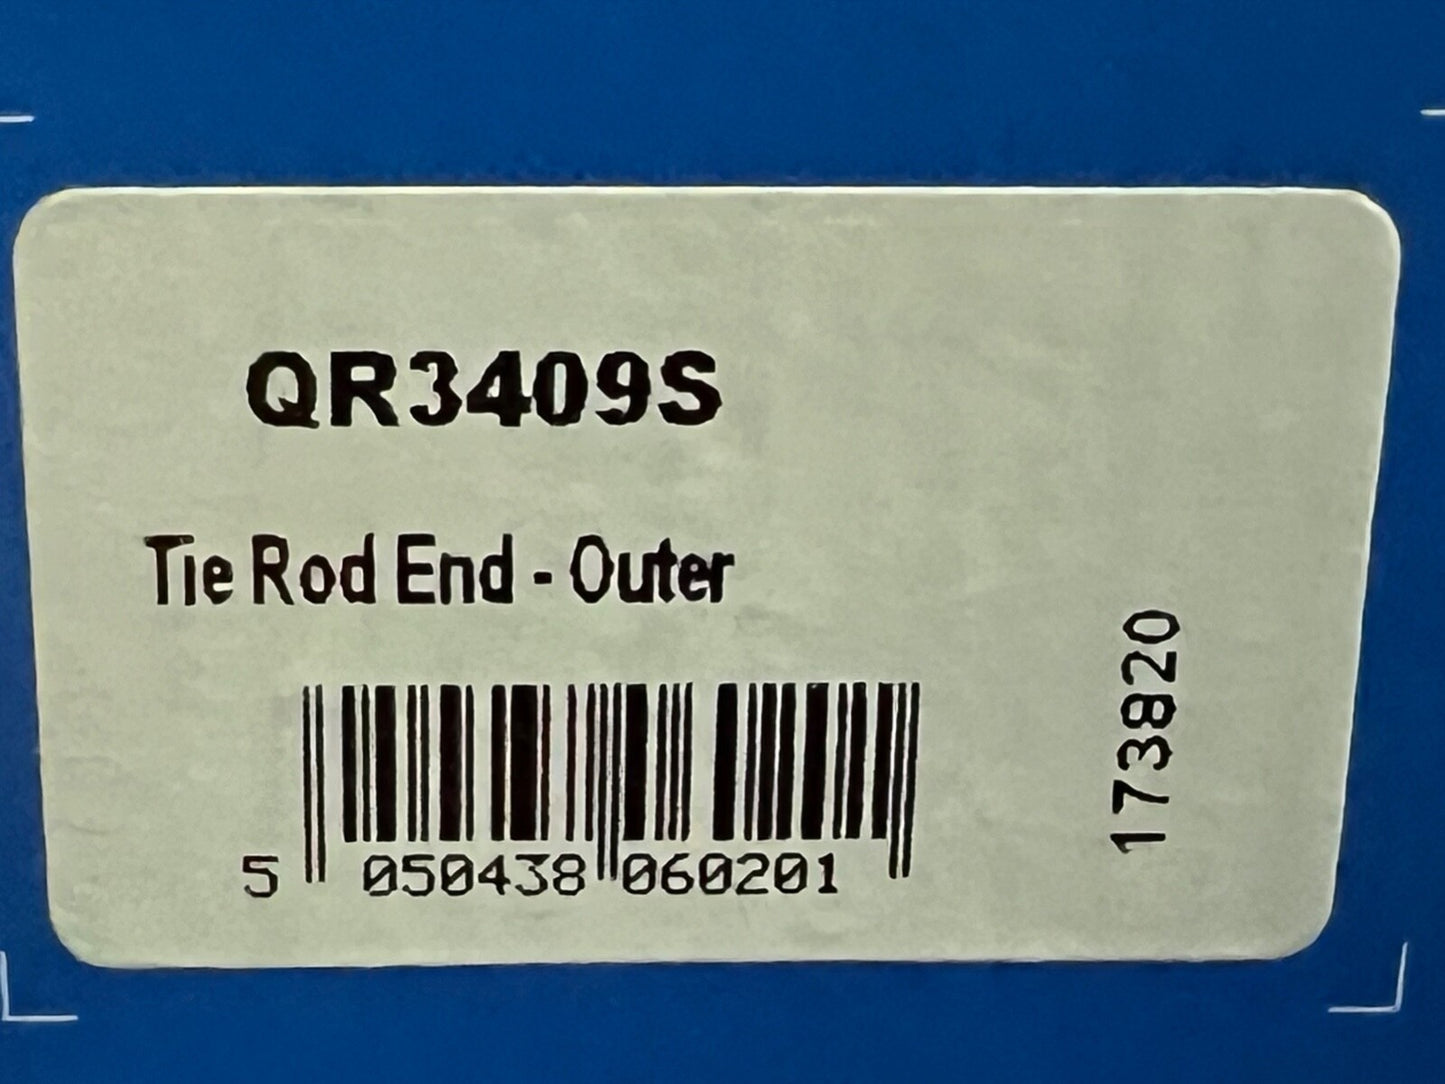 QR3409S
Tie Rod End - Outer
5 050438 060201
173820